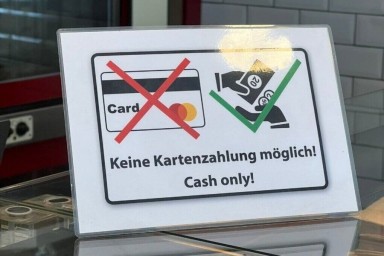 Card
Keine Kartenzahlung möglich!
Cash only!